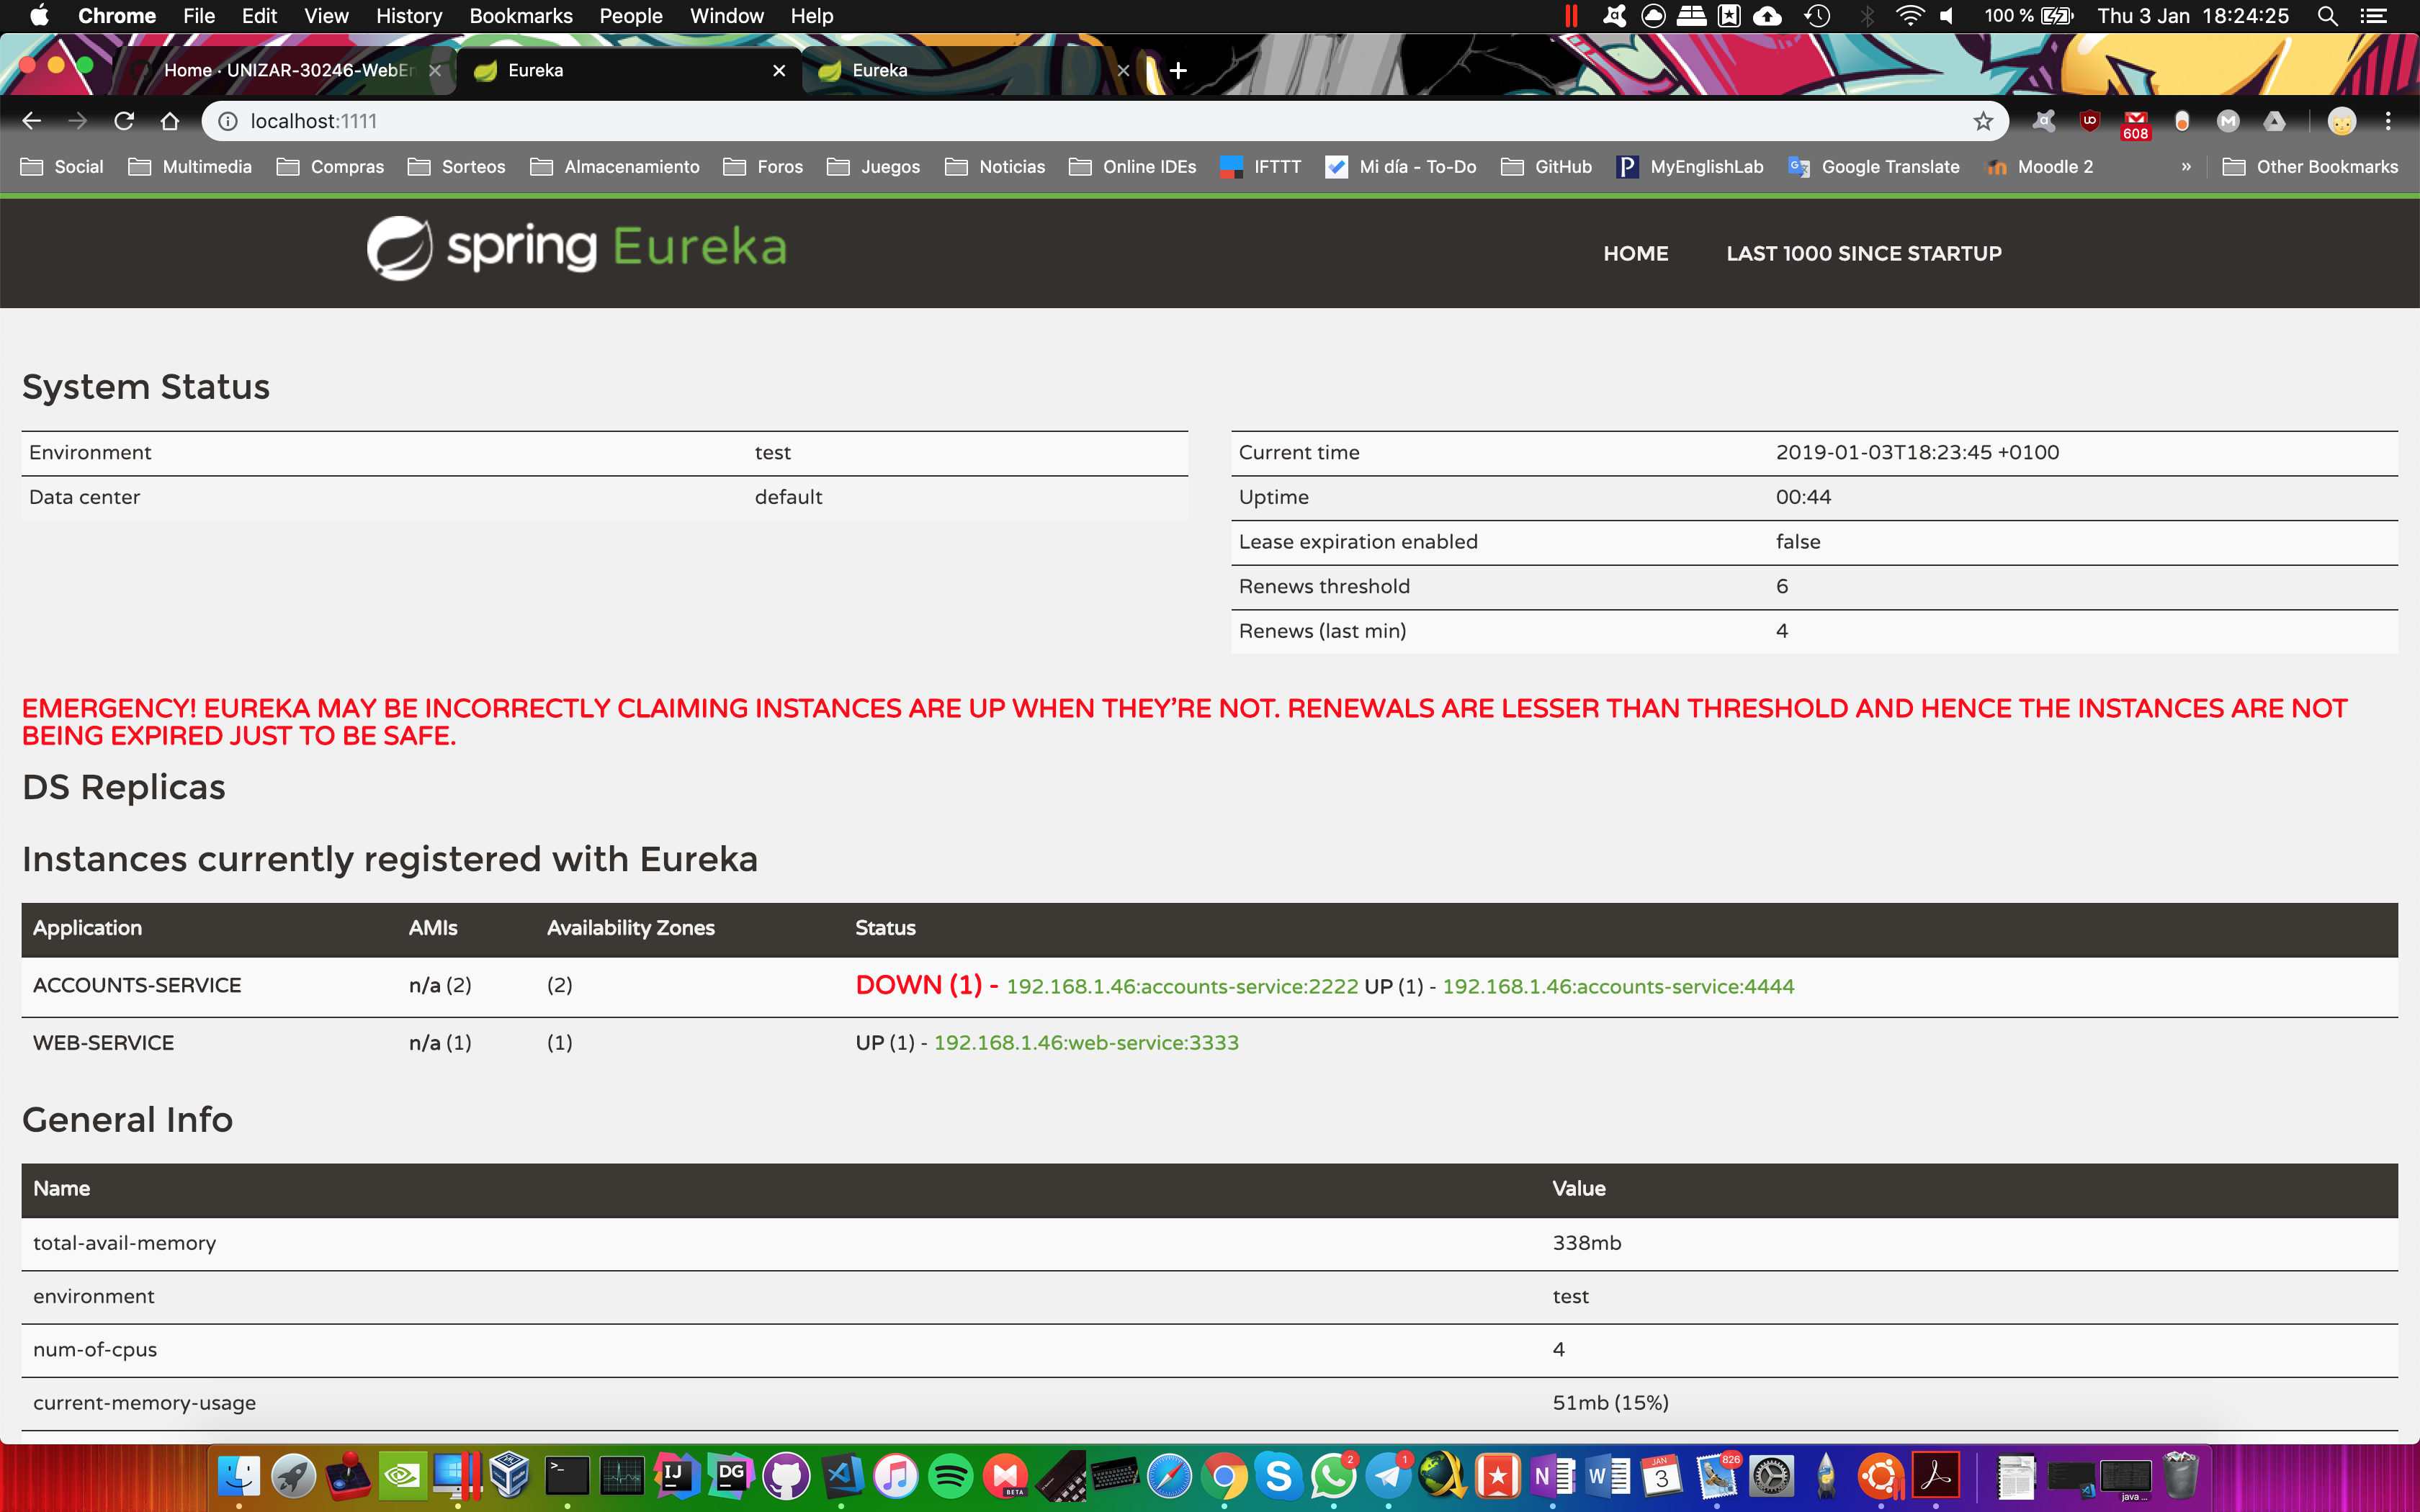 Chrome File Edit View History Bookmarks People Window Help 100 % Thu 3 Jan 18:24:25
Home · UNIZAR-30246-WebEn Eureka Eureka
localhost:1111 608
Social Multimedia Compras Sorteos Almacenamiento Foros Juegos Noticias Online IDEs IFTTT Mi día - To-Do GitHub MyEnglishLab Google Translate Moodle 2 » Other Bookmarks
spring Eureka HOME LAST 1000 SINCE STARTUP
System Status
Environment test
Data center default
Current time 2019-01-03T18:23:45 +0100
Uptime 00:44
Lease expiration enabled false
Renews threshold 6
Renews (last min) 4
EMERGENCY! EUREKA MAY BE INCORRECTLY CLAIMING INSTANCES ARE UP WHEN THEY'RE NOT. RENEWALS ARE LESSER THAN THRESHOLD AND HENCE THE INSTANCES ARE NOT
BEING EXPIRED JUST TO BE SAFE.
DS Replicas
Instances currently registered with Eureka
Application AMIs Availability Zones Status
ACCOUNTS-SERVICE n/a (2) (2) DOWN (1) - 192.168.1.46:accounts-service:2222 UP (1) - 192.168.1.46:accounts-service:4444
WEB-SERVICE n/a (1) (1) UP (1) - 192.168.1.46:web-service:3333
General Info
Name Value
total-avail-memory 338mb
environment test
num-of-cpus 4
current-memory-usage 51mb (15%)
IJ DG BETA S 2 1 N W JAN 3 826 java ...